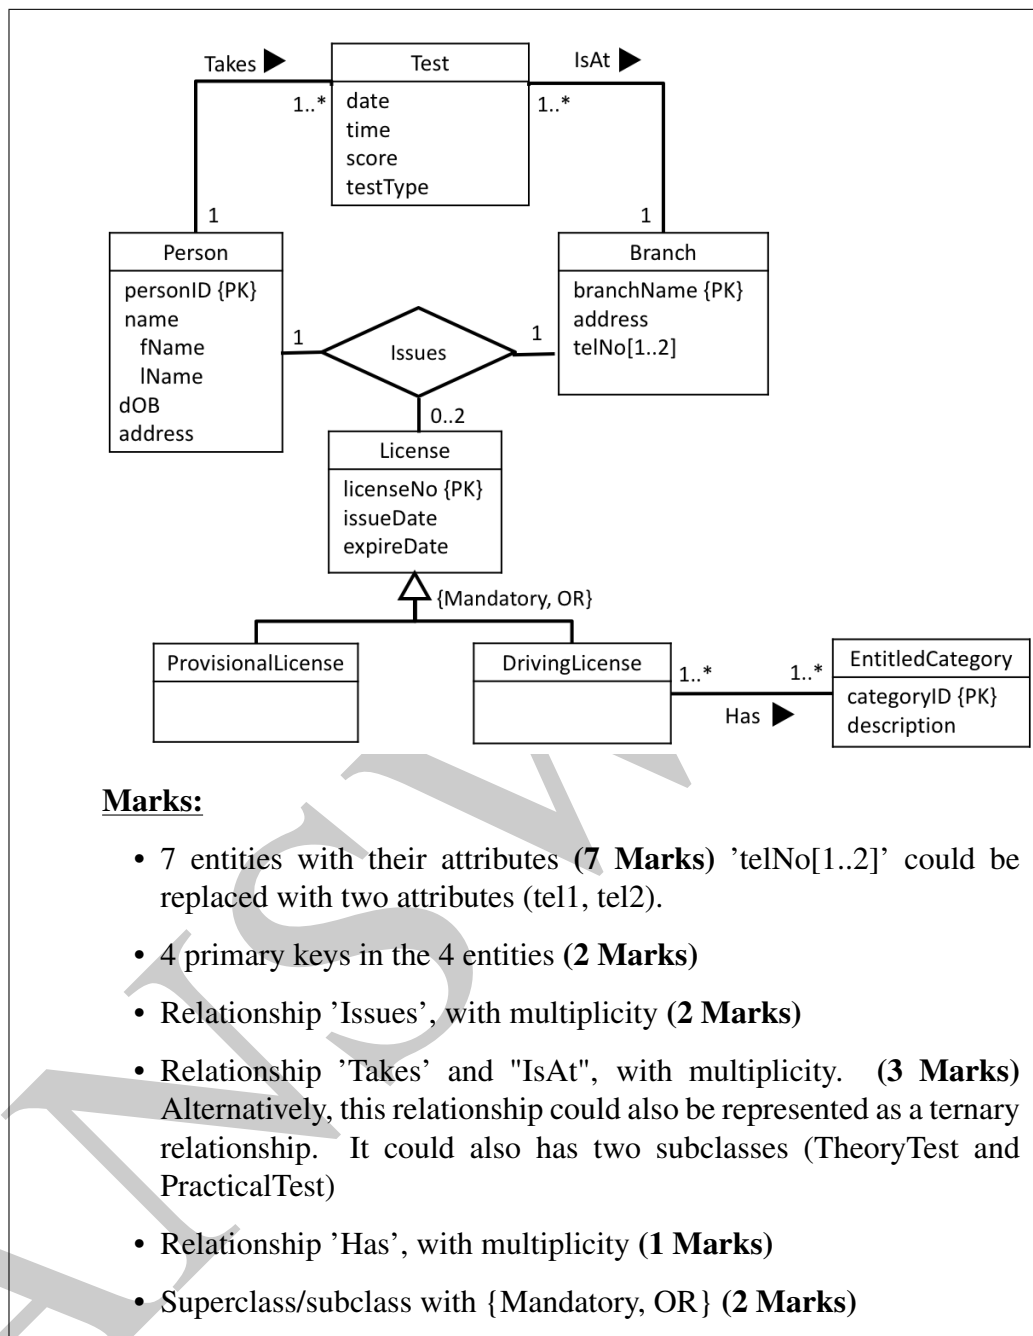 Takes ▶
Test
IsAt ▶
1..*
date
time
score
testType
1..*
1
1
Person
personID {PK}
name
fName
lName
dOB
address
1
Issues
1
Branch
branchName {PK}
address
telNo[1..2]
0..2
License
licenseNo {PK}
issueDate
expireDate
{Mandatory, OR}
ProvisionalLicense
DrivingLicense
1..*
1..*
Has ▶
EntitledCategory
categoryID {PK}
description
Marks:
• 7 entities with their attributes (7 Marks) 'telNo[1..2]' could be
replaced with two attributes (tel1, tel2).
• 4 primary keys in the 4 entities (2 Marks)
• Relationship 'Issues', with multiplicity (2 Marks)
• Relationship 'Takes' and "IsAt", with multiplicity. (3 Marks)
Alternatively, this relationship could also be represented as a ternary
relationship. It could also has two subclasses (TheoryTest and
PracticalTest)
• Relationship 'Has', with multiplicity (1 Marks)
• Superclass/subclass with {Mandatory, OR} (2 Marks)